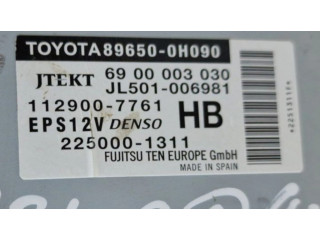 TOYOTA 89650-0H090
JTEKT 69 00 003 030
JL501-006981
112900-7761 HB
EPS12V DENSO
225000-1311
FUJITSU TEN EUROPE GmbH
MADE IN SPAIN